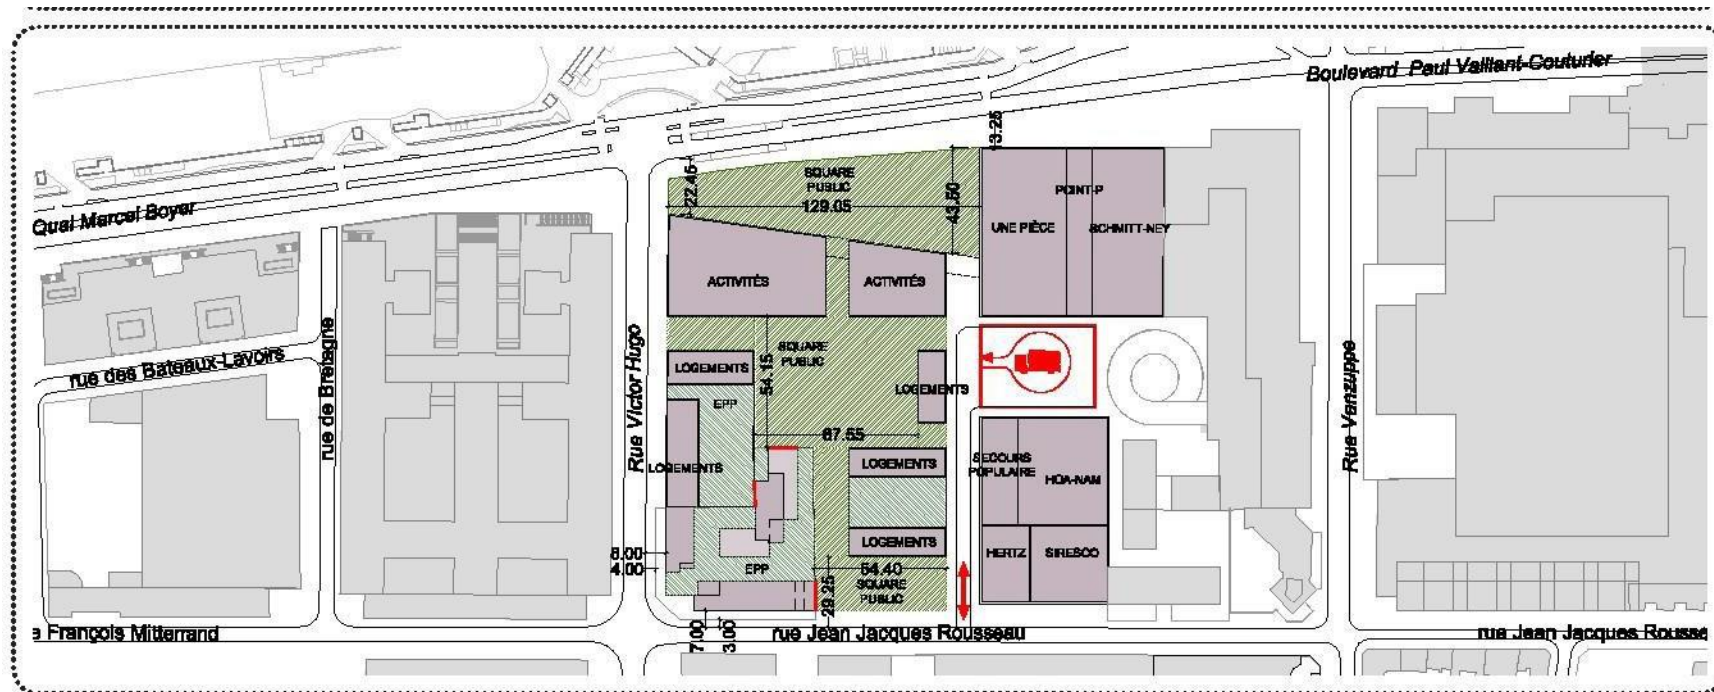 Boulevard Paul Vaillant-Couturier
13.25
Quai Marcel Boyer
22.45
SQUARE
PUBLIC
129.05
43.50
POINT-P
UNE PIÈCE
SCHMITT-NEY
ACTIVITÉS
ACTIVITÉS
rue des Bateaux-Lavoirs
rue de Bretagne
Rue Victor Hugo
54.15
SQUARE
PUBLIC
LOGEMENTS
LOGEMENTS
EPP
67.55
LOGEMENTS
LOGEMENTS
SECOURS
POPULAIRE
HOA-NAM
Rue Vanzuppe
LOGEMENTS
HERTZ
SIRESCO
8.00
4.00
EPP
54.40
29.25
SQUARE
PUBLIC
7.00
3.00
François Mitterrand
rue Jean Jacques Rousseau
rue Jean Jacques Rousse